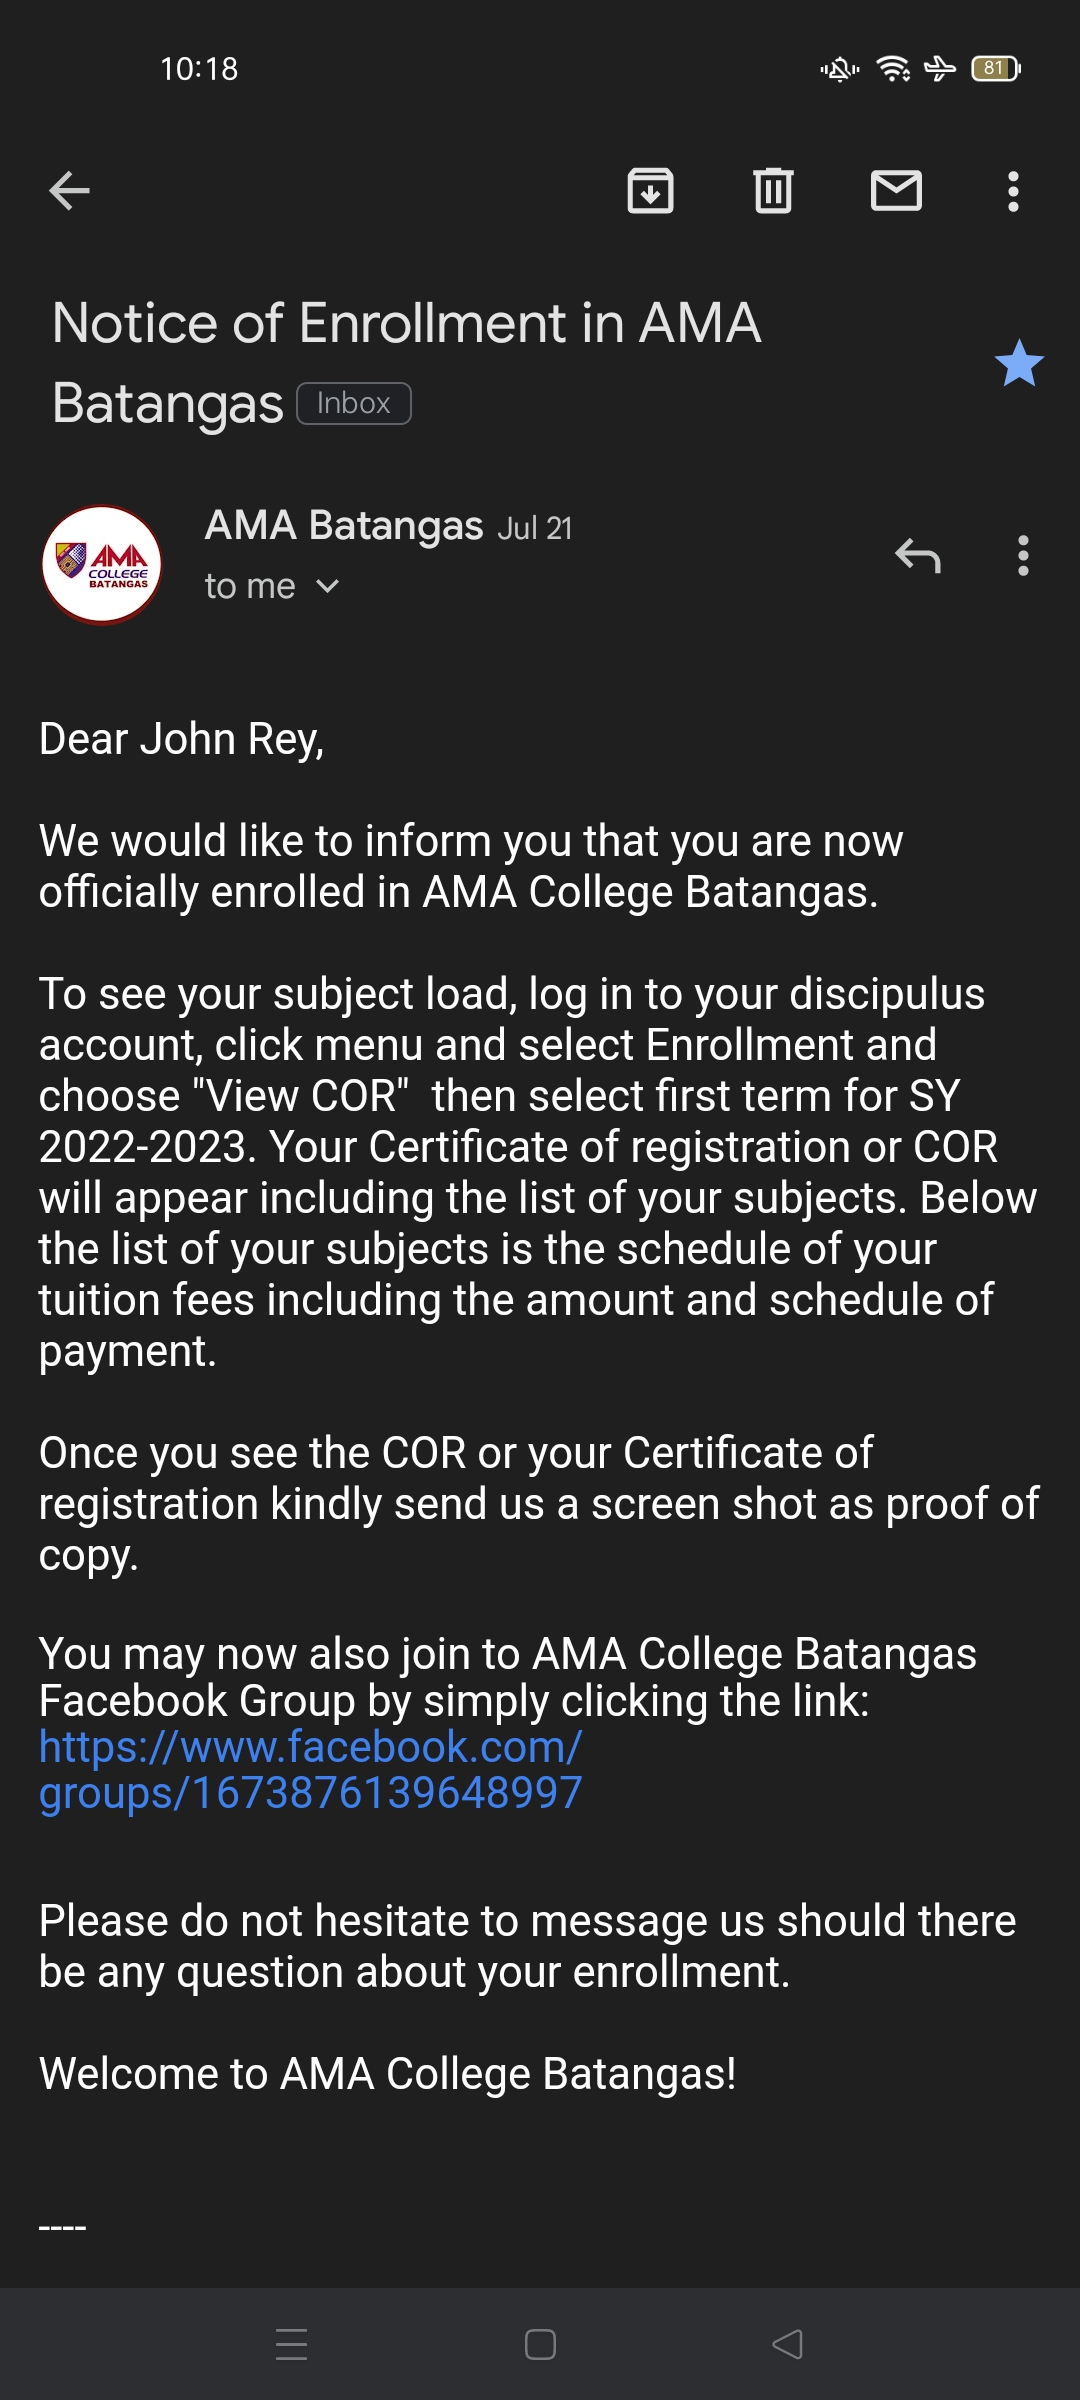 10:18
81
Notice of Enrollment in AMA
Batangas Inbox
AMA Batangas Jul 21
to me
AMA
COLLEGE
BATANGAS
Dear John Rey,
We would like to inform you that you are now
officially enrolled in AMA College Batangas.
To see your subject load, log in to your discipulus
account, click menu and select Enrollment and
choose "View COR"  then select first term for SY
2022-2023. Your Certificate of registration or COR
will appear including the list of your subjects. Below
the list of your subjects is the schedule of your
tuition fees including the amount and schedule of
payment.
Once you see the COR or your Certificate of
registration kindly send us a screen shot as proof of
copy.
You may now also join to AMA College Batangas
Facebook Group by simply clicking the link:
https://www.facebook.com/
groups/1673876139648997
Please do not hesitate to message us should there
be any question about your enrollment.
Welcome to AMA College Batangas!
----